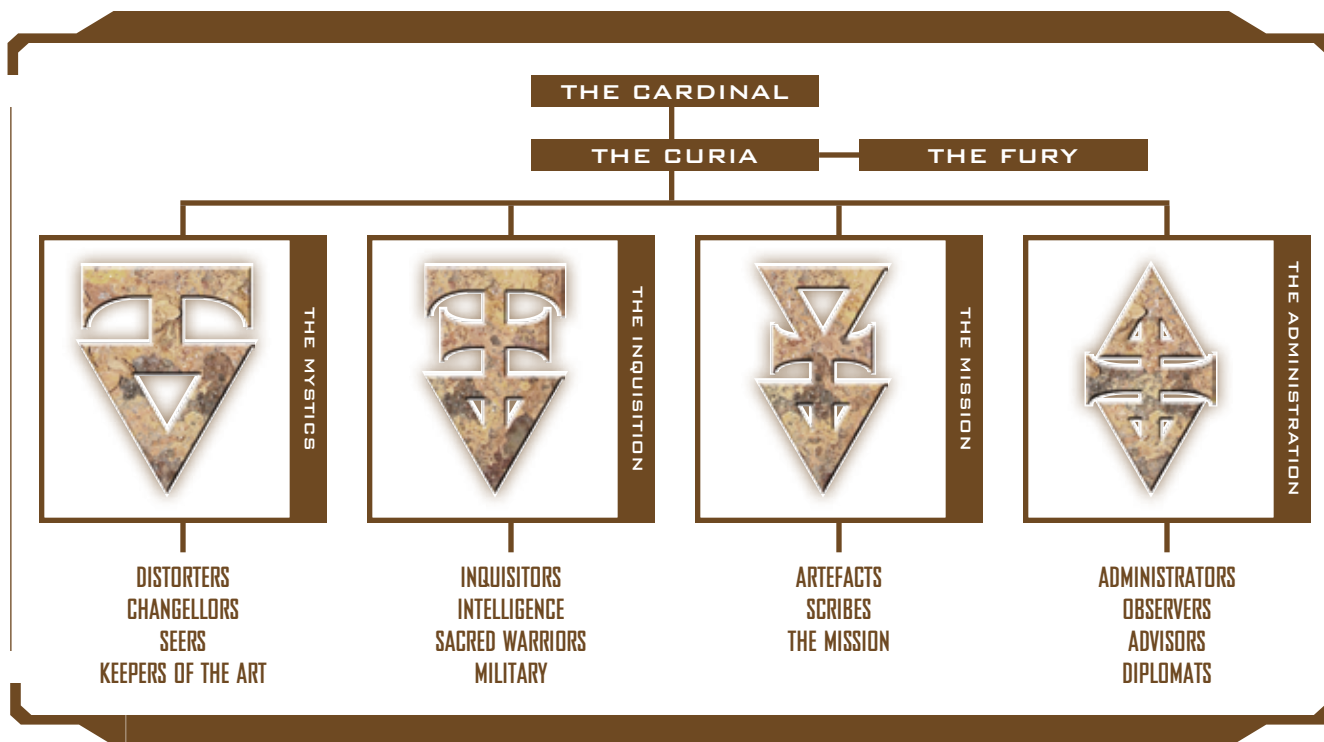 THE CARDINAL
THE CURIA
THE FURY
THE MYSTICS
THE INQUISITION
THE MISSION
THE ADMINISTRATION
DISTORTERS
CHANGELLORS
SEERS
KEEPERS OF THE ART
INQUISITORS
INTELLIGENCE
SACRED WARRIORS
MILITARY
ARTEFACTS
SCRIBES
THE MISSION
ADMINISTRATORS
OBSERVERS
ADVISORS
DIPLOMATS